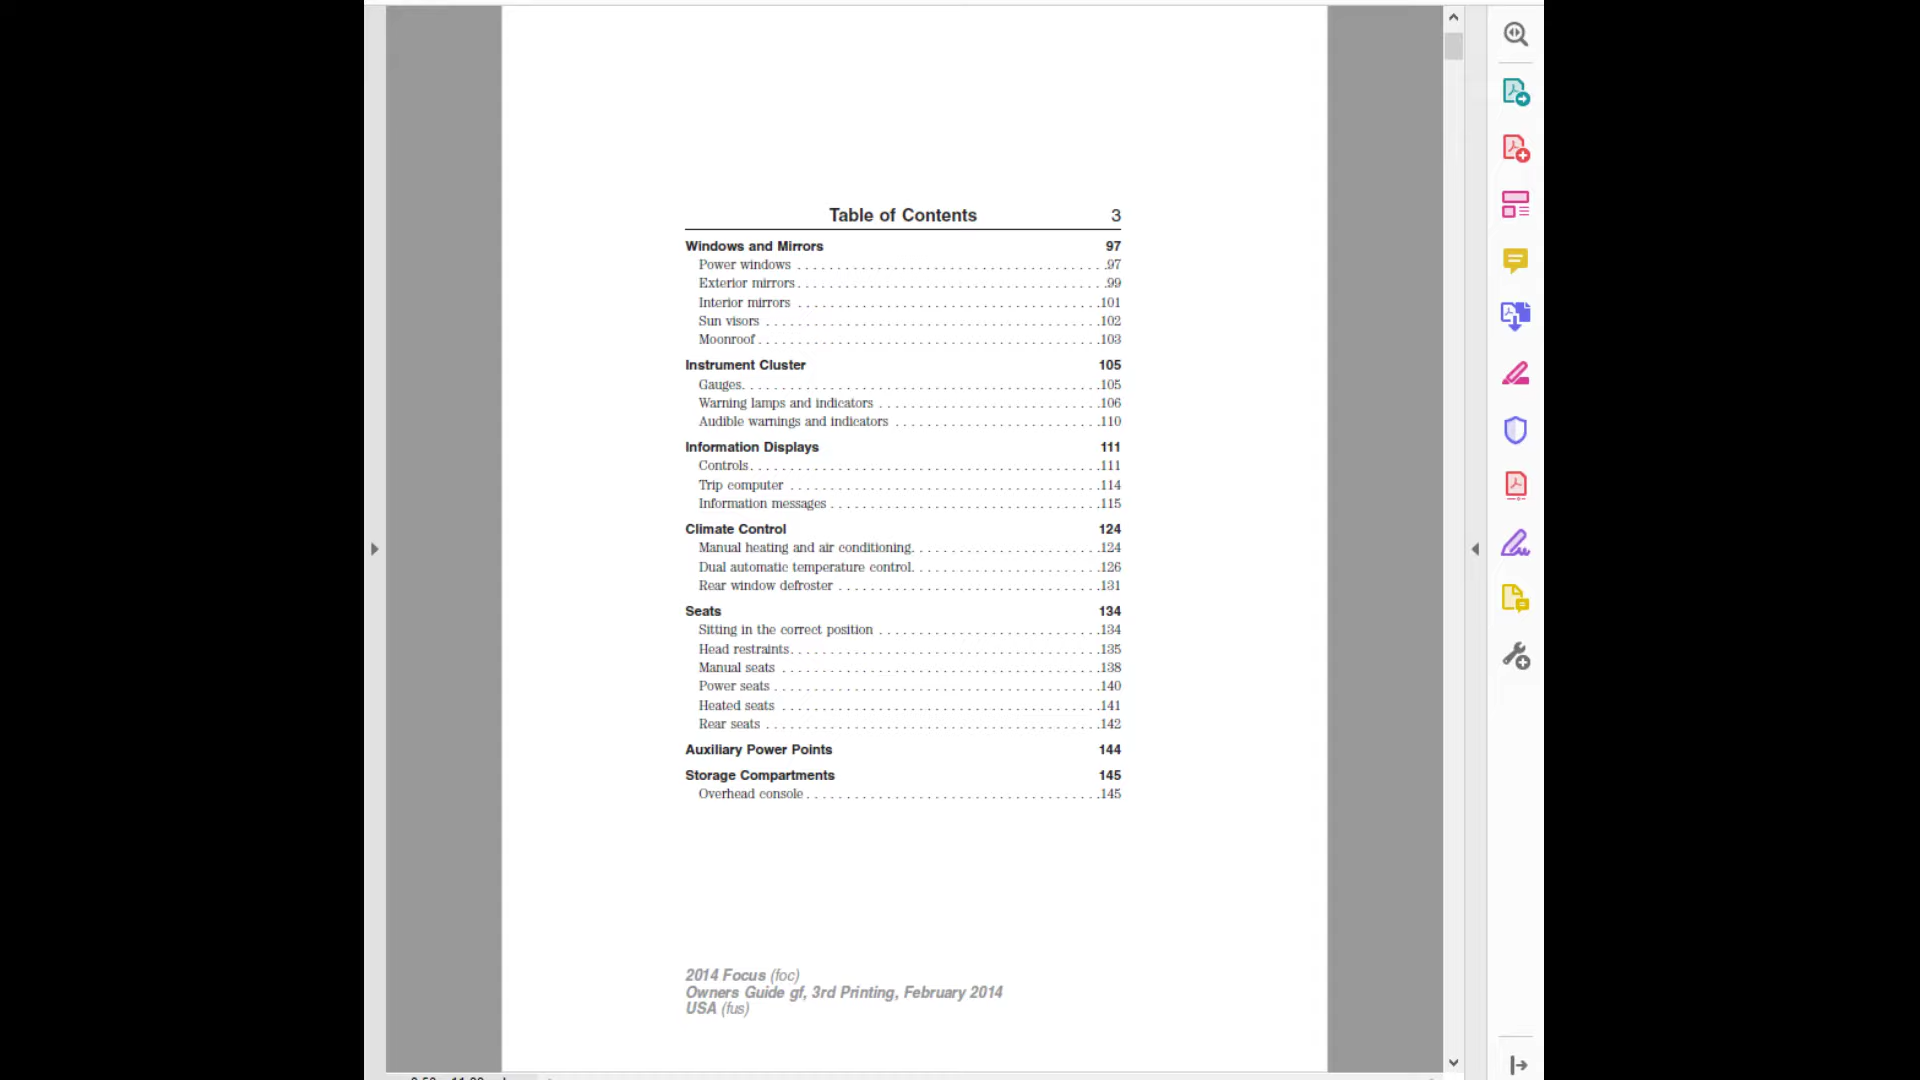 Table of Contents 3
Windows and Mirrors 97
Power windows . . . . . . . . . . . . . . . . . . . . . . . . . . . . . . . . . . . . . . .97
Exterior mirrors . . . . . . . . . . . . . . . . . . . . . . . . . . . . . . . . . . . . . . .99
Interior mirrors . . . . . . . . . . . . . . . . . . . . . . . . . . . . . . . . . . . . . .101
Sun visors . . . . . . . . . . . . . . . . . . . . . . . . . . . . . . . . . . . . . . . . . .102
Moonroof . . . . . . . . . . . . . . . . . . . . . . . . . . . . . . . . . . . . . . . . . . .103
Instrument Cluster 105
Gauges. . . . . . . . . . . . . . . . . . . . . . . . . . . . . . . . . . . . . . . . . . . . .105
Warning lamps and indicators . . . . . . . . . . . . . . . . . . . . . . . . . . . .106
Audible warnings and indicators . . . . . . . . . . . . . . . . . . . . . . . . . .110
Information Displays 111
Controls. . . . . . . . . . . . . . . . . . . . . . . . . . . . . . . . . . . . . . . . . . . .111
Trip computer . . . . . . . . . . . . . . . . . . . . . . . . . . . . . . . . . . . . . . .114
Information messages . . . . . . . . . . . . . . . . . . . . . . . . . . . . . . . . . .115
Climate Control 124
Manual heating and air conditioning. . . . . . . . . . . . . . . . . . . . . . . .124
Dual automatic temperature control. . . . . . . . . . . . . . . . . . . . . . . .126
Rear window defroster . . . . . . . . . . . . . . . . . . . . . . . . . . . . . . . . .131
Seats 134
Sitting in the correct position . . . . . . . . . . . . . . . . . . . . . . . . . . . .134
Head restraints. . . . . . . . . . . . . . . . . . . . . . . . . . . . . . . . . . . . . . .135
Manual seats . . . . . . . . . . . . . . . . . . . . . . . . . . . . . . . . . . . . . . . .138
Power seats . . . . . . . . . . . . . . . . . . . . . . . . . . . . . . . . . . . . . . . . .140
Heated seats . . . . . . . . . . . . . . . . . . . . . . . . . . . . . . . . . . . . . . . .141
Rear seats . . . . . . . . . . . . . . . . . . . . . . . . . . . . . . . . . . . . . . . . . .142
Auxiliary Power Points 144
Storage Compartments 145
Overhead console . . . . . . . . . . . . . . . . . . . . . . . . . . . . . . . . . . . . .145
2014 Focus (foc)
Owners Guide gf, 3rd Printing, February 2014
USA (fus)